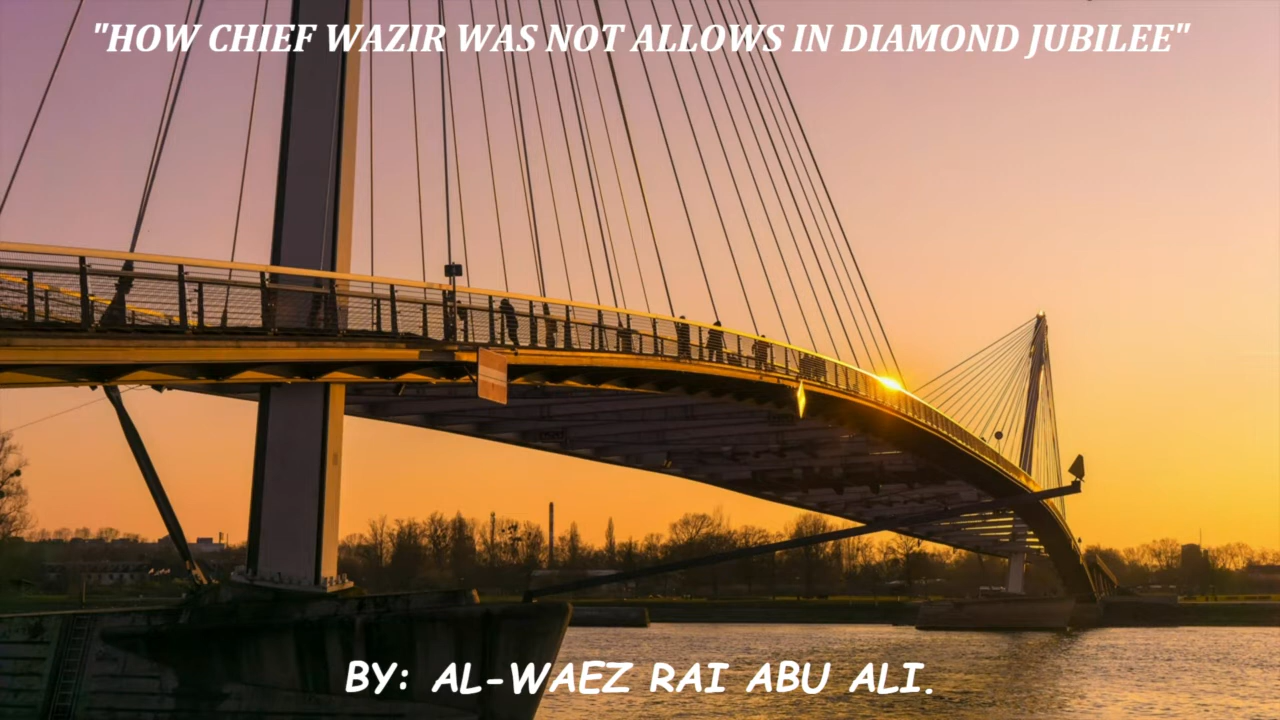 "HOW CHIEF WAZIR WAS NOT ALLOWS IN DIAMOND JUBILEE"
BY: AL-WAEZ RAI ABU ALI.